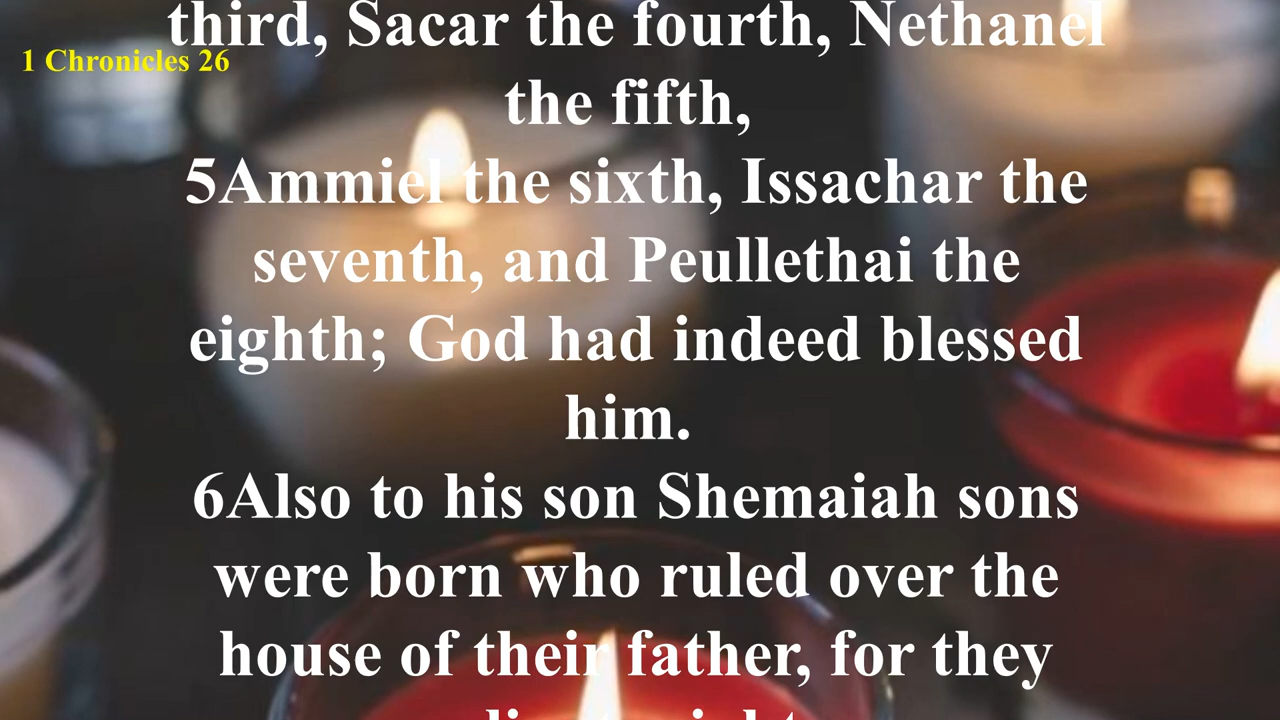 third, Sacar the fourth, Nethanel
1 Chronicles 26
the fifth,
5Ammiel the sixth, Issachar the
seventh, and Peullethai the
eighth; God had indeed blessed
him.
6Also to his son Shemaiah sons
were born who ruled over the
house of their father, for they